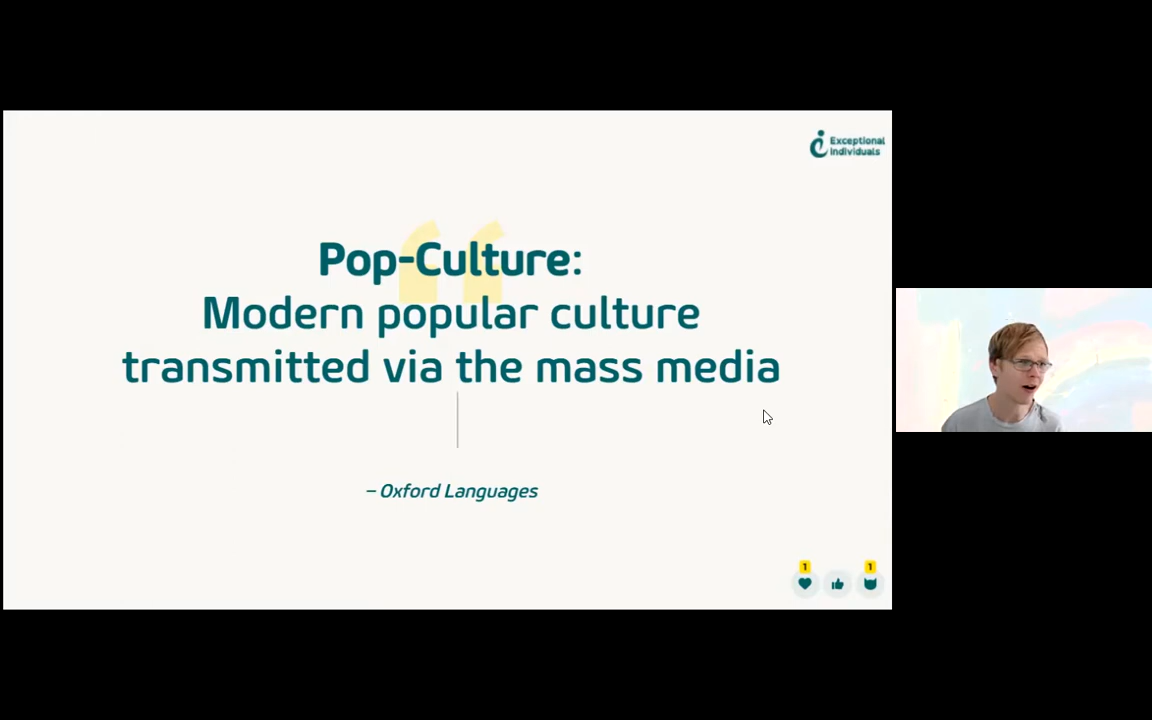 Exceptional
Individuals
Pop-Culture:
Modern popular culture
transmitted via the mass media
– Oxford Languages
1
1